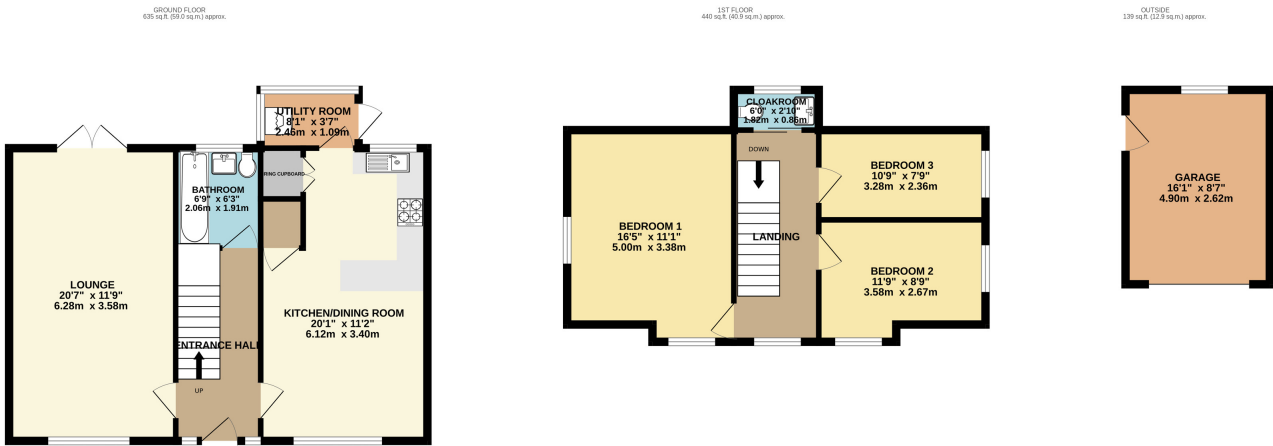 GROUND FLOOR
635 sq.ft. (59.0 sq.m.) approx.
1ST FLOOR
440 sq.ft. (40.9 sq.m.) approx.
OUTSIDE
139 sq.ft. (12.9 sq.m.) approx.
UTILITY ROOM
8'1" x 3'7"
2.46m x 1.09m
BATHROOM
6'9" x 6'3"
2.06m x 1.91m
RING CUPBOARD
LOUNGE
20'7" x 11'9"
6.28m x 3.58m
KITCHEN/DINING ROOM
20'1" x 11'2"
6.12m x 3.40m
ENTRANCE HALL
UP
CLOAKROOM
6'0" x 2'10"
1.82m x 0.86m
DOWN
BEDROOM 3
10'9" x 7'9"
3.28m x 2.36m
BEDROOM 1
16'5" x 11'1"
5.00m x 3.38m
LANDING
BEDROOM 2
11'9" x 8'9"
3.58m x 2.67m
GARAGE
16'1" x 8'7"
4.90m x 2.62m